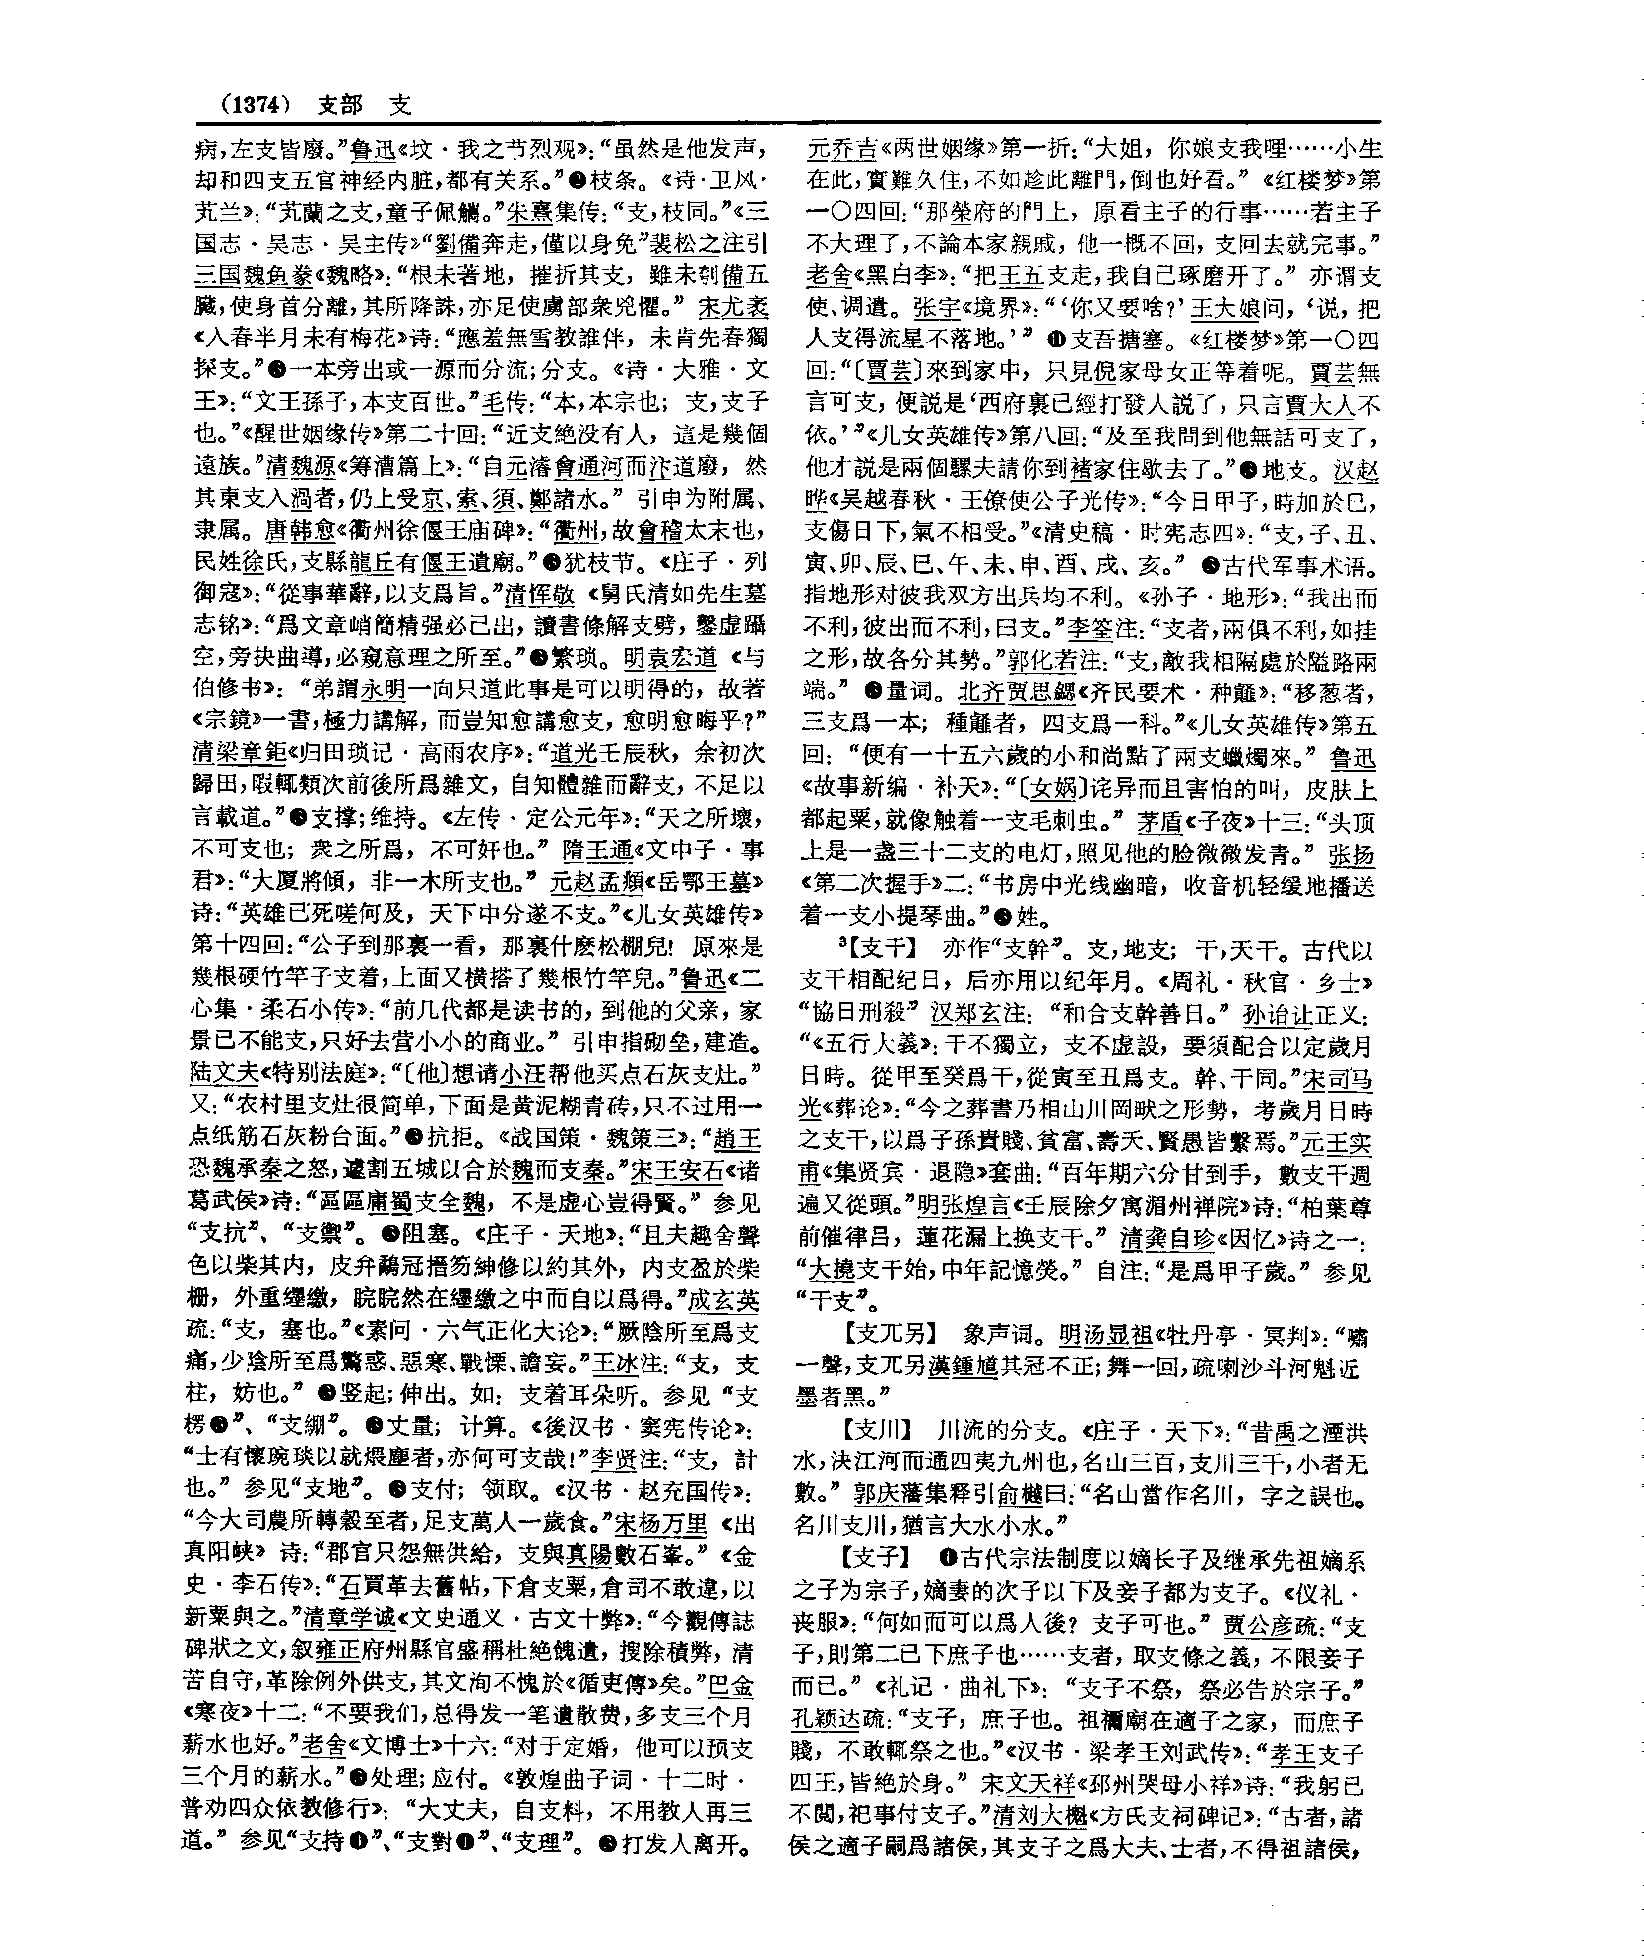 （1374） 支部 支
病，左支皆廢。”鲁迅《坟·我之节烈观》：“虽然是他发声，
却和四支五官神经内脏，都有关系。”❷枝条。《诗·卫风·
芄兰》：“芄蘭之支，童子佩觿。”朱熹集传：“支，枝同。”《三
国志·吴志·吴主传》“劉備奔走，僅以身免”裴松之注引
三国魏鱼豢《魏略》：“根未著地，摧折其支，雖未刳備五
臟，使身首分離，其所降誅，亦足使虜部衆兇懼。” 宋尤袤
《入春半月未有梅花》诗：“應羞無雪教誰伴，未肯先春獨
探支。”❸一本旁出或一源而分流；分支。《诗·大雅·文
王》：“文王孫子，本支百世。”毛传：“本，本宗也；支，支子
也。”《醒世姻缘传》第二十回：“近支絶没有人，這是幾個
遠族。”清魏源《筹漕篇上》：“自元濬會通河而汴道廢，然
其東支入渦者，仍上受京、索、須、鄭諸水。” 引申为附属、
隶属。唐韩愈《衢州徐偃王庙碑》：“衢州，故會稽太末也，
民姓徐氏，支縣龍丘有偃王遺廟。”❹犹枝节。《庄子·列
御寇》：“從事華辭，以支爲旨。”清恽敬《舅氏清如先生墓
志铭》：“爲文章峭簡精强必己出，讀書條解支劈，鑿虚躡
空，旁抉曲導，必窺意理之所至。”❺繁琐。明袁宏道《与
伯修书》：“弟謂永明一向只道此事是可以明得的，故著
《宗鏡》一書，極力講解，而豈知愈講愈支，愈明愈晦乎？”
清梁章鉅《归田琐记·高雨农序》：“道光壬辰秋，余初次
歸田，暇輒類次前後所爲雜文，自知體雜而辭支，不足以
言載道。”❻支撑；维持。《左传·定公元年》：“天之所壞，
不可支也；衆之所爲，不可奸也。” 隋王通《文中子·事
君》：“大厦將傾，非一木所支也。” 元赵孟頫《岳鄂王墓》
诗：“英雄已死嗟何及，天下中分遂不支。”《儿女英雄传》
第十四回：“公子到那裏一看，那裏什麽松棚兒！原來是
幾根硬竹竿子支着，上面又横搭了幾根竹竿兒。”鲁迅《二
心集·柔石小传》：“前几代都是读书的，到他的父亲，家
景已不能支，只好去营小小的商业。” 引申指砌垒，建造。
陆文夫《特别法庭》：“〔他〕想请小汪帮他买点石灰支灶。”
又：“农村里支灶很简单，下面是黄泥糊青砖，只不过用一
点纸筋石灰粉台面。”❼抗拒。《战国策·魏策三》：“趙王
恐魏承秦之怒，遽割五城以合於魏而支秦。”宋王安石《诸
葛武侯》诗：“區區庸蜀支全魏，不是虚心豈得賢。” 参见
“支抗”、“支禦”。❽阻塞。《庄子·天地》：“且夫趣舍聲
色以柴其内，皮弁鷸冠搢笏紳修以約其外，内支盈於柴
栅，外重纆繳，睆睆然在纆繳之中而自以爲得。”成玄英
疏：“支，塞也。”《素问·六气正化大论》：“厥陰所至爲支
痛，少陰所至爲驚惑、惡寒、戰慄、譫妄。”王冰注：“支，支
柱，妨也。” ❾竖起；伸出。如：支着耳朵听。参见“支
楞❶”、“支繃”。❿丈量；计算。《後汉书·窦宪传论》：
“士有懷琬琰以就煨塵者，亦何可支哉！”李贤注：“支，計
也。” 参见“支地”。⓫支付；领取。《汉书·赵充国传》：
“今大司農所轉穀至者，足支萬人一歲食。”宋杨万里《出
真阳峡》诗：“郡官只怨無供給，支與真陽數石峯。”《金
史·李石传》：“石買革去舊帖，下倉支粟，倉司不敢違，以
新粟與之。”清章学诚《文史通义·古文十弊》：“今觀傳誌
碑狀之文，叙雍正府州縣官盛稱杜絶餽遺，搜除積弊，清
苦自守，革除例外供支，其文洵不愧於《循吏傳》矣。”巴金
《寒夜》十二：“不要我们，总得发一笔遣散费，多支三个月
薪水也好。”老舍《文博士》十六：“对于定婚，他可以预支
三个月的薪水。”⓬处理；应付。《敦煌曲子词·十二时·
普劝四众依教修行》：“大丈夫，自支料，不用教人再三
道。” 参见“支持❶”、“支對❶”、“支理”。⓭打发人离开。
元乔吉《两世姻缘》第一折：“大姐，你娘支我哩……小生
在此，實難久住，不如趁此離門，倒也好看。”《红楼梦》第
一〇四回：“那榮府的門上，原看主子的行事……若主子
不大理了，不論本家親戚，他一概不回，支回去就完事。”
老舍《黑白李》：“把王五支走，我自己琢磨开了。” 亦谓支
使、调遣。张宇《境界》：“‘你又要啥？’王大娘问，‘说，把
人支得流星不落地。’” ⓮支吾搪塞。《红楼梦》第一〇四
回：“〔賈芸〕來到家中，只見倪家母女正等着呢。賈芸無
言可支，便説是‘西府裏已經打發人説了，只言賈大人不
依。’”《儿女英雄传》第八回：“及至我問到他無話可支了，
他才説是兩個騾夫請你到褚家住歇去了。”⓯地支。汉赵
晔《吴越春秋·王僚使公子光传》：“今日甲子，時加於巳，
支傷日下，氣不相受。”《清史稿·时宪志四》：“支，子、丑、
寅、卯、辰、巳、午、未、申、酉、戌、亥。” ⓰古代军事术语。
指地形对彼我双方出兵均不利。《孙子·地形》：“我出而
不利，彼出而不利，曰支。”李筌注：“支者，兩俱不利，如挂
之形，故各分其勢。”郭化若注：“支，敵我相隔處於隘路兩
端。” ⓱量词。北齐贾思勰《齐民要术·种䪥》：“移葱者，
三支爲一本；種䪥者，四支爲一科。”《儿女英雄传》第五
回：“便有一十五六歲的小和尚點了兩支蠟燭來。” 鲁迅
《故事新编·补天》：“〔女娲〕诧异而且害怕的叫，皮肤上
都起粟，就像触着一支毛刺虫。” 茅盾《子夜》十三：“头顶
上是一盏三十二支的电灯，照见他的脸微微发青。” 张扬
《第二次握手》二：“书房中光线幽暗，收音机轻缓地播送
着一支小提琴曲。”⓲姓。
³【支干】 亦作“支幹”。支，地支；干，天干。古代以
支干相配纪日，后亦用以纪年月。《周礼·秋官·乡士》
“協日刑殺” 汉郑玄注：“和合支幹善日。” 孙诒让正义：
“《五行大義》：干不獨立，支不虚設，要須配合以定歲月
日時。從甲至癸爲干，從寅至丑爲支。幹、干同。”宋司马
光《葬论》：“今之葬書乃相山川岡畎之形勢，考歲月日時
之支干，以爲子孫貴賤、貧富、壽夭、賢愚皆繫焉。”元王实
甫《集贤宾·退隐》套曲：“百年期六分甘到手，數支干週
遍又從頭。”明张煌言《壬辰除夕寓湄州禅院》诗：“柏葉尊
前催律吕，蓮花漏上换支干。” 清龚自珍《因忆》诗之一：
“大撓支干始，中年記憶熒。” 自注：“是爲甲子歲。” 参见
“干支”。
【支兀另】 象声词。明汤显祖《牡丹亭·冥判》：“嘯
一聲，支兀另漢鍾馗其冠不正；舞一回，疏喇沙斗河魁近
墨者黑。”
【支川】 川流的分支。《庄子·天下》：“昔禹之湮洪
水，决江河而通四夷九州也，名山三百，支川三千，小者无
數。” 郭庆藩集释引俞樾曰：“名山當作名川，字之誤也。
名川支川，猶言大水小水。”
【支子】 ❶古代宗法制度以嫡长子及继承先祖嫡系
之子为宗子，嫡妻的次子以下及妾子都为支子。《仪礼·
丧服》：“何如而可以爲人後？支子可也。” 贾公彦疏：“支
子，則第二已下庶子也……支者，取支條之義，不限妾子
而已。”《礼记·曲礼下》：“支子不祭，祭必告於宗子。”
孔颖达疏：“支子，庶子也。祖禰廟在適子之家，而庶子
賤，不敢輒祭之也。”《汉书·梁孝王刘武传》：“孝王支子
四王，皆絶於身。” 宋文天祥《邳州哭母小祥》诗：“我躬已
不閲，祀事付支子。”清刘大櫆《方氏支祠碑记》：“古者，諸
侯之適子嗣爲諸侯，其支子之爲大夫、士者，不得祖諸侯，